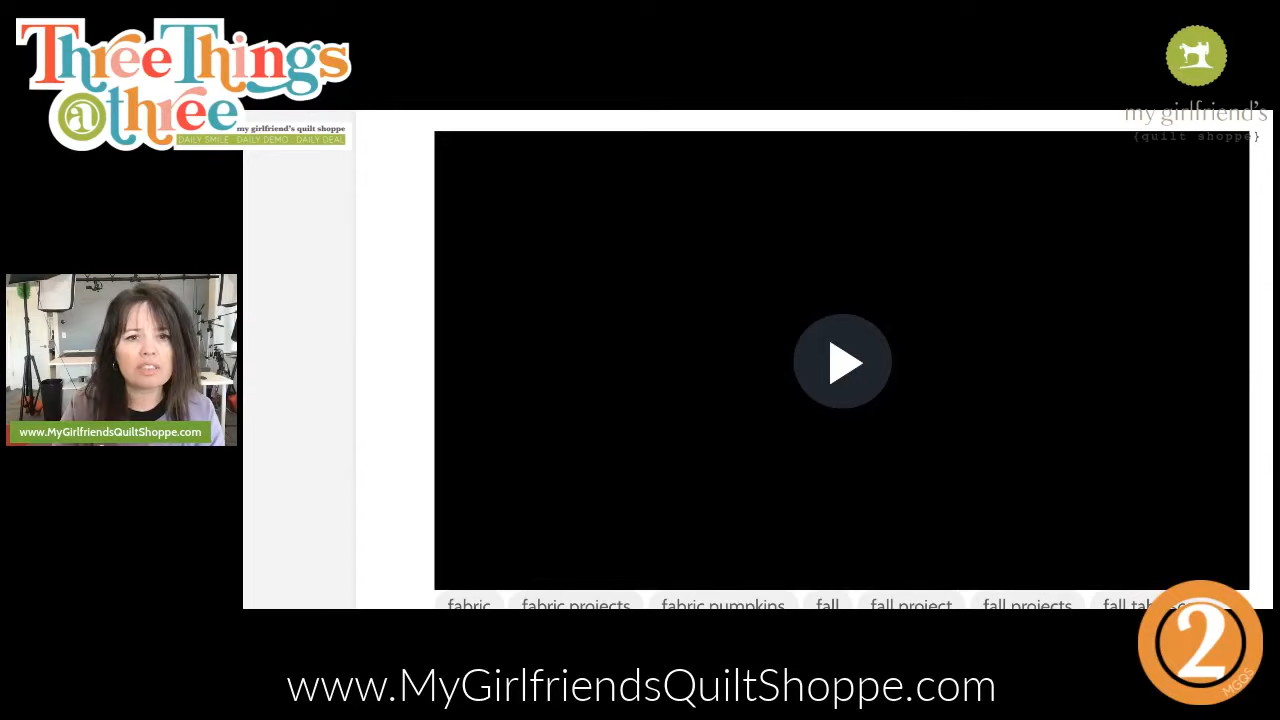 Three Things
@three
my girlfriend's quilt shoppe
DAILY SMILE DAILY DEMO DAILY DEAL
my girlfriend's
{quilt shoppe}
www.MyGirlfriendsQuiltShoppe.com
fabric fabric projects fabric pumpkins fall fall project fall projects
2
MGQS
www.MyGirlfriendsQuiltShoppe.com